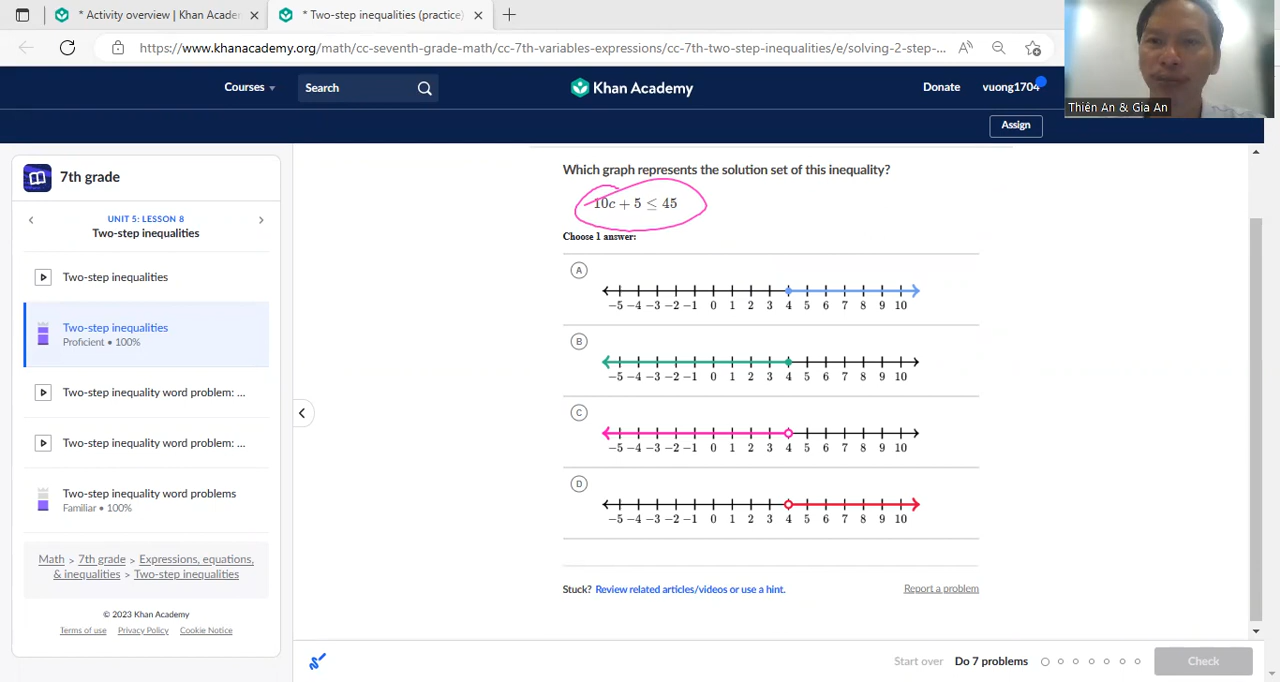 * Activity overview | Khan Acader
* Two-step inequalities (practice)
https://www.khanacademy.org/math/cc-seventh-grade-math/cc-7th-variables-expressions/cc-7th-two-step-inequalities/e/solving-2-step-...
Courses
Search
Khan Academy
Donate
vuong1704
Thiên An & Gia An
Assign
7th grade
UNIT 5: LESSON 8
Two-step inequalities
Two-step inequalities
Two-step inequalities
Proficient • 100%
Two-step inequality word problem: ...
Two-step inequality word problem: ...
Two-step inequality word problems
Familiar • 100%
Math > 7th grade > Expressions, equations,
& inequalities > Two-step inequalities
© 2023 Khan Academy
Terms of use Privacy Policy Cookie Notice
Which graph represents the solution set of this inequality?
10c + 5 ≤ 45
Choose 1 answer:
A
−5 −4 −3 −2 −1 0 1 2 3 4 5 6 7 8 9 10
B
−5 −4 −3 −2 −1 0 1 2 3 4 5 6 7 8 9 10
C
−5 −4 −3 −2 −1 0 1 2 3 4 5 6 7 8 9 10
D
−5 −4 −3 −2 −1 0 1 2 3 4 5 6 7 8 9 10
Stuck? Review related articles/videos or use a hint.
Report a problem
Start over
Do 7 problems
Check